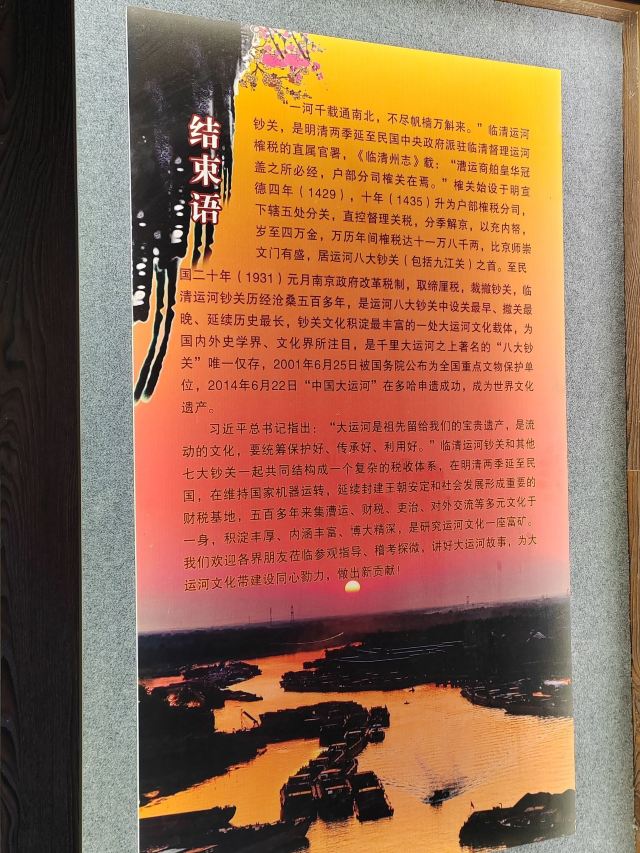 结束语
一河千载通南北，不尽帆樯万斛来。”临清运河
钞关，是明清两季延至民国中央政府派驻临清督理运河
榷税的直属官署，《临清州志》载：“漕运商舶皇华冠
盖之所必经，户部分司榷关在焉。”榷关始设于明宣
德四年（1429），十年（1435）升为户部榷税分司，
下辖五处分关，直控督理关税，分季解京，以充内帑，
岁至四万金，万历年间榷税达十一万八千两，比京师崇
文门有盛，居运河八大钞关（包括九江关）之首。至民
国二十年（1931）元月南京政府改革税制，取缔厘税，裁撤钞关，临
清运河钞关历经沧桑五百多年，是运河八大钞关中设关最早、撤关最
晚、延续历史最长，钞关文化积淀最丰富的一处大运河文化载体，为
国内外史学界、文化界所注目，是千里大运河之上著名的“八大钞
关”唯一仅存，2001年6月25日被国务院公布为全国重点文物保护单
位，2014年6月22日“中国大运河”在多哈申遗成功，成为世界文化
遗产。
习近平总书记指出：“大运河是祖先留给我们的宝贵遗产，是流
动的文化，要统筹保护好、传承好、利用好。”临清运河钞关和其他
七大钞关一起共同结构成一个复杂的税收体系，在明清两季延至民
国，在维持国家机器运转，延续封建王朝安定和社会发展形成重要的
财税基地，五百多年来集漕运、财税、吏治、对外交流等多元文化于
一身，积淀丰厚、内涵丰富、博大精深，是研究运河文化一座富矿。
我们欢迎各界朋友莅临参观指导、稽考探微，讲好大运河故事，为大
运河文化带建设同心勠力，做出新贡献！